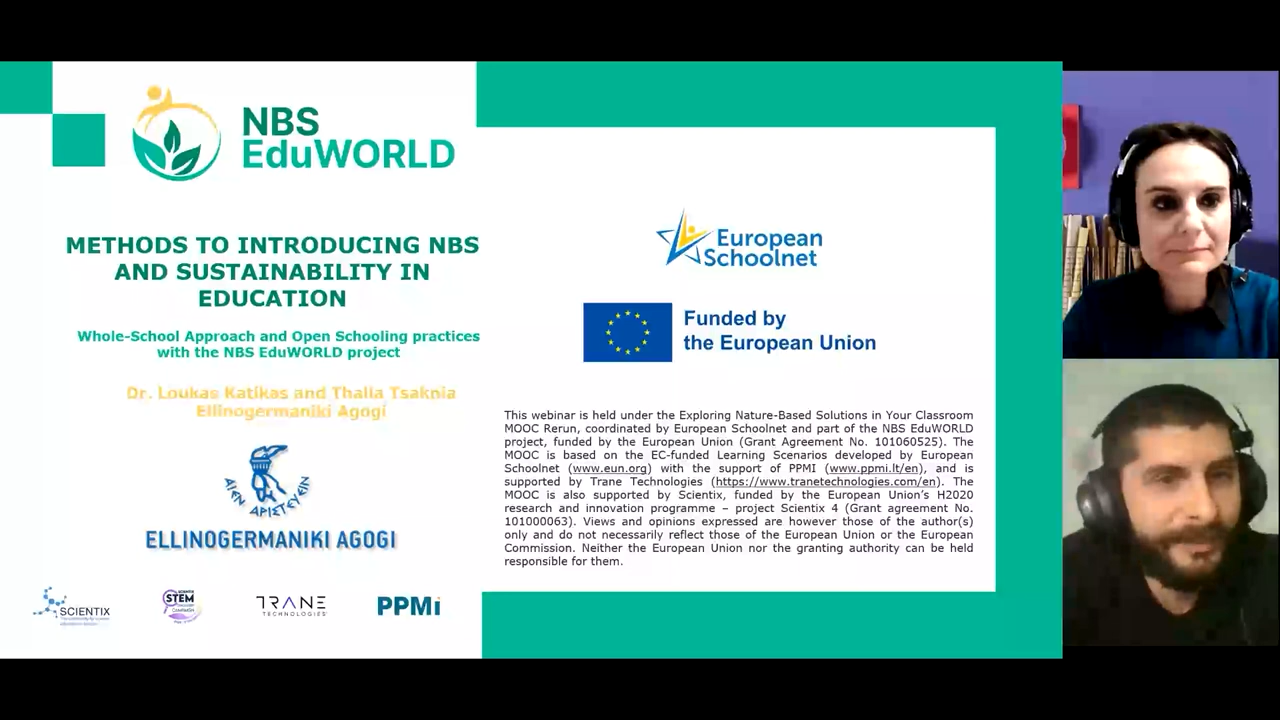 NBS
EduWORLD
METHODS TO INTRODUCING NBS
AND SUSTAINABILITY IN
EDUCATION
Whole-School Approach and Open Schooling practices
with the NBS EduWORLD project
Dr. Loukas Katikas and Thalia Tsaknia
Ellinogermaniki Agogi
ΑΙΕΝ ΑΡΙΣΤΕΥΕΙΝ
ELLINOGERMANIKI AGOGI
SCIENTIX
STEM
TRANE
TECHNOLOGIES
PPMi
European
Schoolnet
Funded by
the European Union
This webinar is held under the Exploring Nature-Based Solutions in Your Classroom
MOOC Rerun, coordinated by European Schoolnet and part of the NBS EduWORLD
project, funded by the European Union (Grant Agreement No. 101060525). The
MOOC is based on the EC-funded Learning Scenarios developed by European
Schoolnet (www.eun.org) with the support of PPMI (www.ppmi.lt/en), and is
supported by Trane Technologies (https://www.tranetechnologies.com/en). The
MOOC is also supported by Scientix, funded by the European Union’s H2020
research and innovation programme – project Scientix 4 (Grant agreement No.
101000063). Views and opinions expressed are however those of the author(s)
only and do not necessarily reflect those of the European Union or the European
Commission. Neither the European Union nor the granting authority can be held
responsible for them.